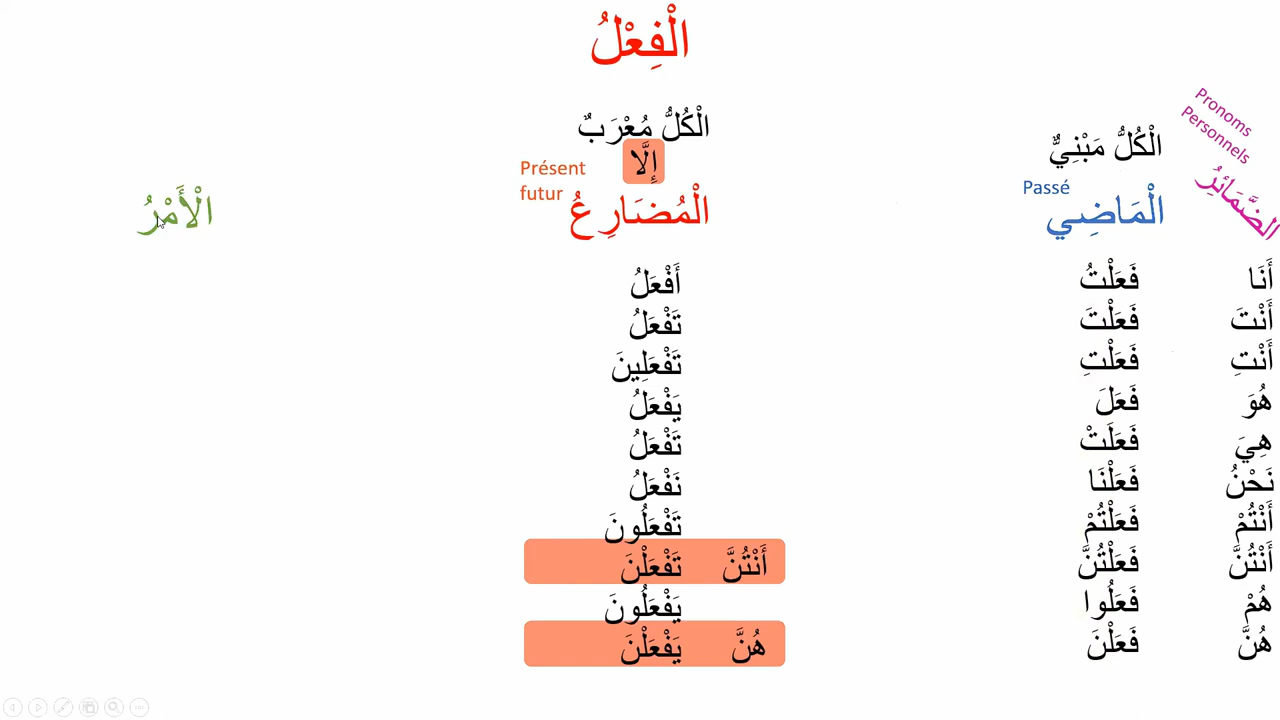 الْفِعْلُ
Pronoms
Personnels
الضَّمَائِرُ
أَنَا
أَنْتَ
أَنْتِ
هُوَ
هِيَ
نَحْنُ
أَنْتُمْ
أَنْتُنَّ
هُمْ
هُنَّ
الْكُلُّ مَبْنِيٌّ
Passé
الْمَاضِي
فَعَلْتُ
فَعَلْتَ
فَعَلْتِ
فَعَلَ
فَعَلَتْ
فَعَلْنَا
فَعَلْتُمْ
فَعَلْتُنَّ
فَعَلُوا
فَعَلْنَ
الْكُلُّ مُعْرَبٌ
إِلَّا
Présent
futur
الْمُضَارِعُ
أَفْعَلُ
تَفْعَلُ
تَفْعَلِينَ
يَفْعَلُ
تَفْعَلُ
نَفْعَلُ
تَفْعَلُونَ
أَنْتُنَّ تَفْعَلْنَ
يَفْعَلُونَ
هُنَّ يَفْعَلْنَ
الْأَمْرُ